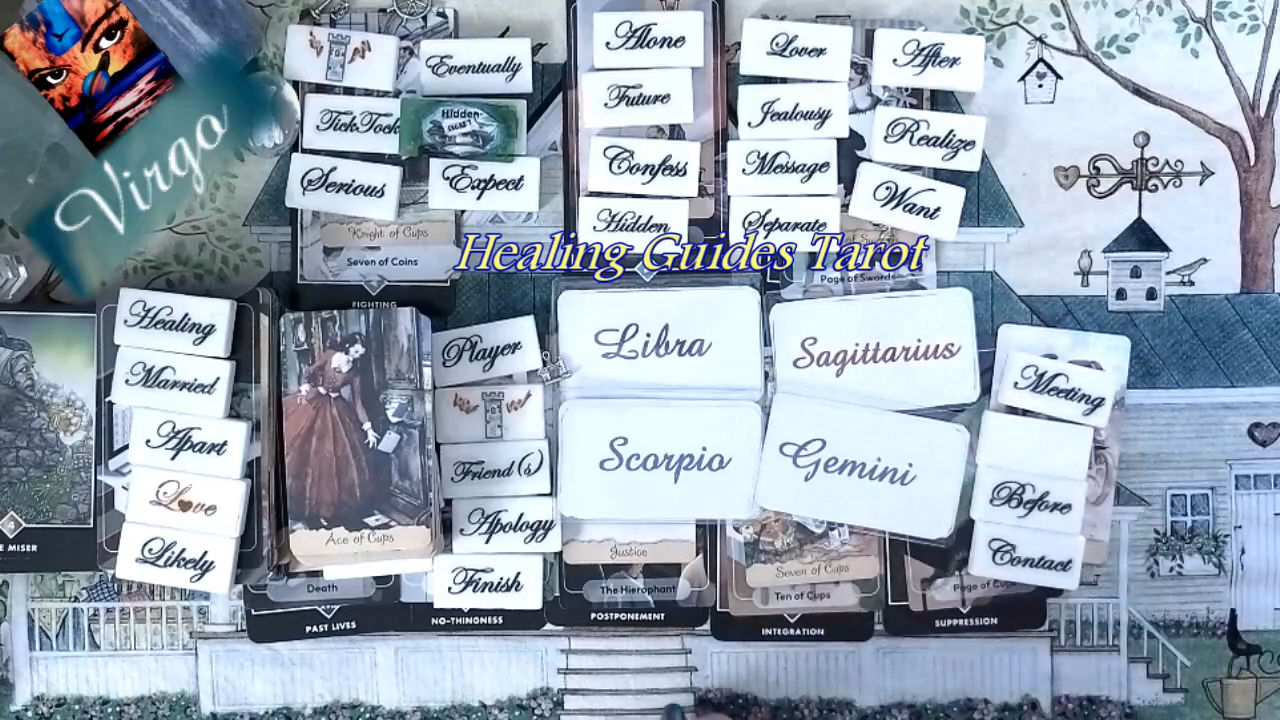 Virgo
Eventually
TickTock
Hidden
Serious
Expect
Knight of Cups
Seven of Coins
FIGHTING
Alone
Future
Confess
Hidden
Lover
Jealousy
Message
Separate
After
Realize
Want
Page of Swords
Healing Guides Tarot
4
E MISER
Healing
Married
Apart
Love
Likely
Ace of Cups
Player
Friend(s)
Apology
Finish
Libra
Sagittarius
Scorpio
Gemini
Meeting
Before
Contact
Death
PAST LIVES
NO-THINGNESS
Justice
The Hierophant
POSTPONEMENT
Seven of Cups
Ten of Cups
INTEGRATION
Page of Cups
SUPPRESSION